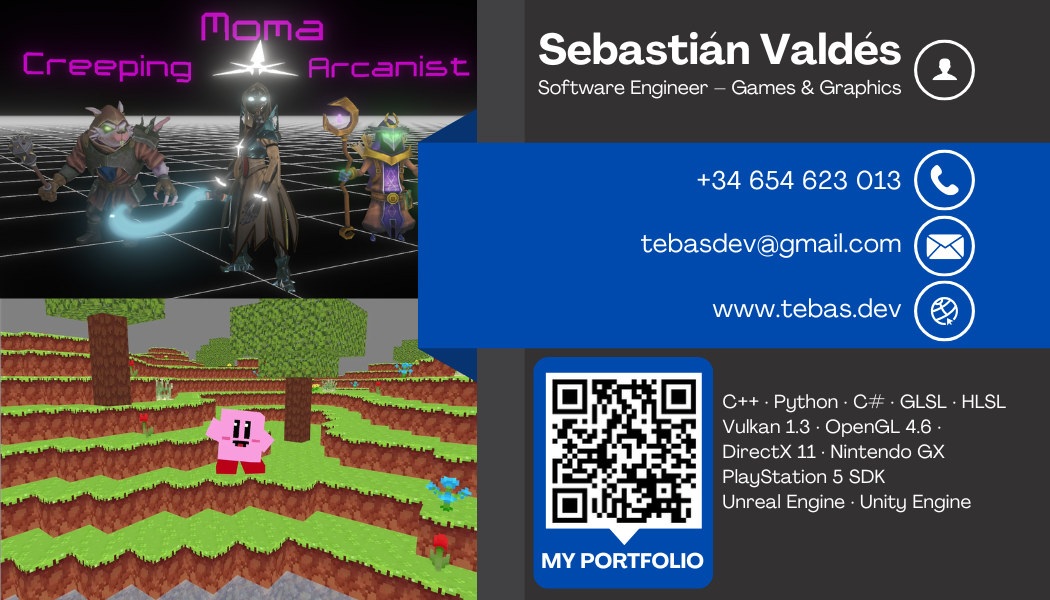 Moma
Creeping
Arcanist
Sebastián Valdés
Software Engineer – Games & Graphics
+34 654 623 013
tebasdev@gmail.com
www.tebas.dev
C++ · Python · C# · GLSL · HLSL
Vulkan 1.3 · OpenGL 4.6 ·
DirectX 11 · Nintendo GX
PlayStation 5 SDK
Unreal Engine · Unity Engine
MY PORTFOLIO